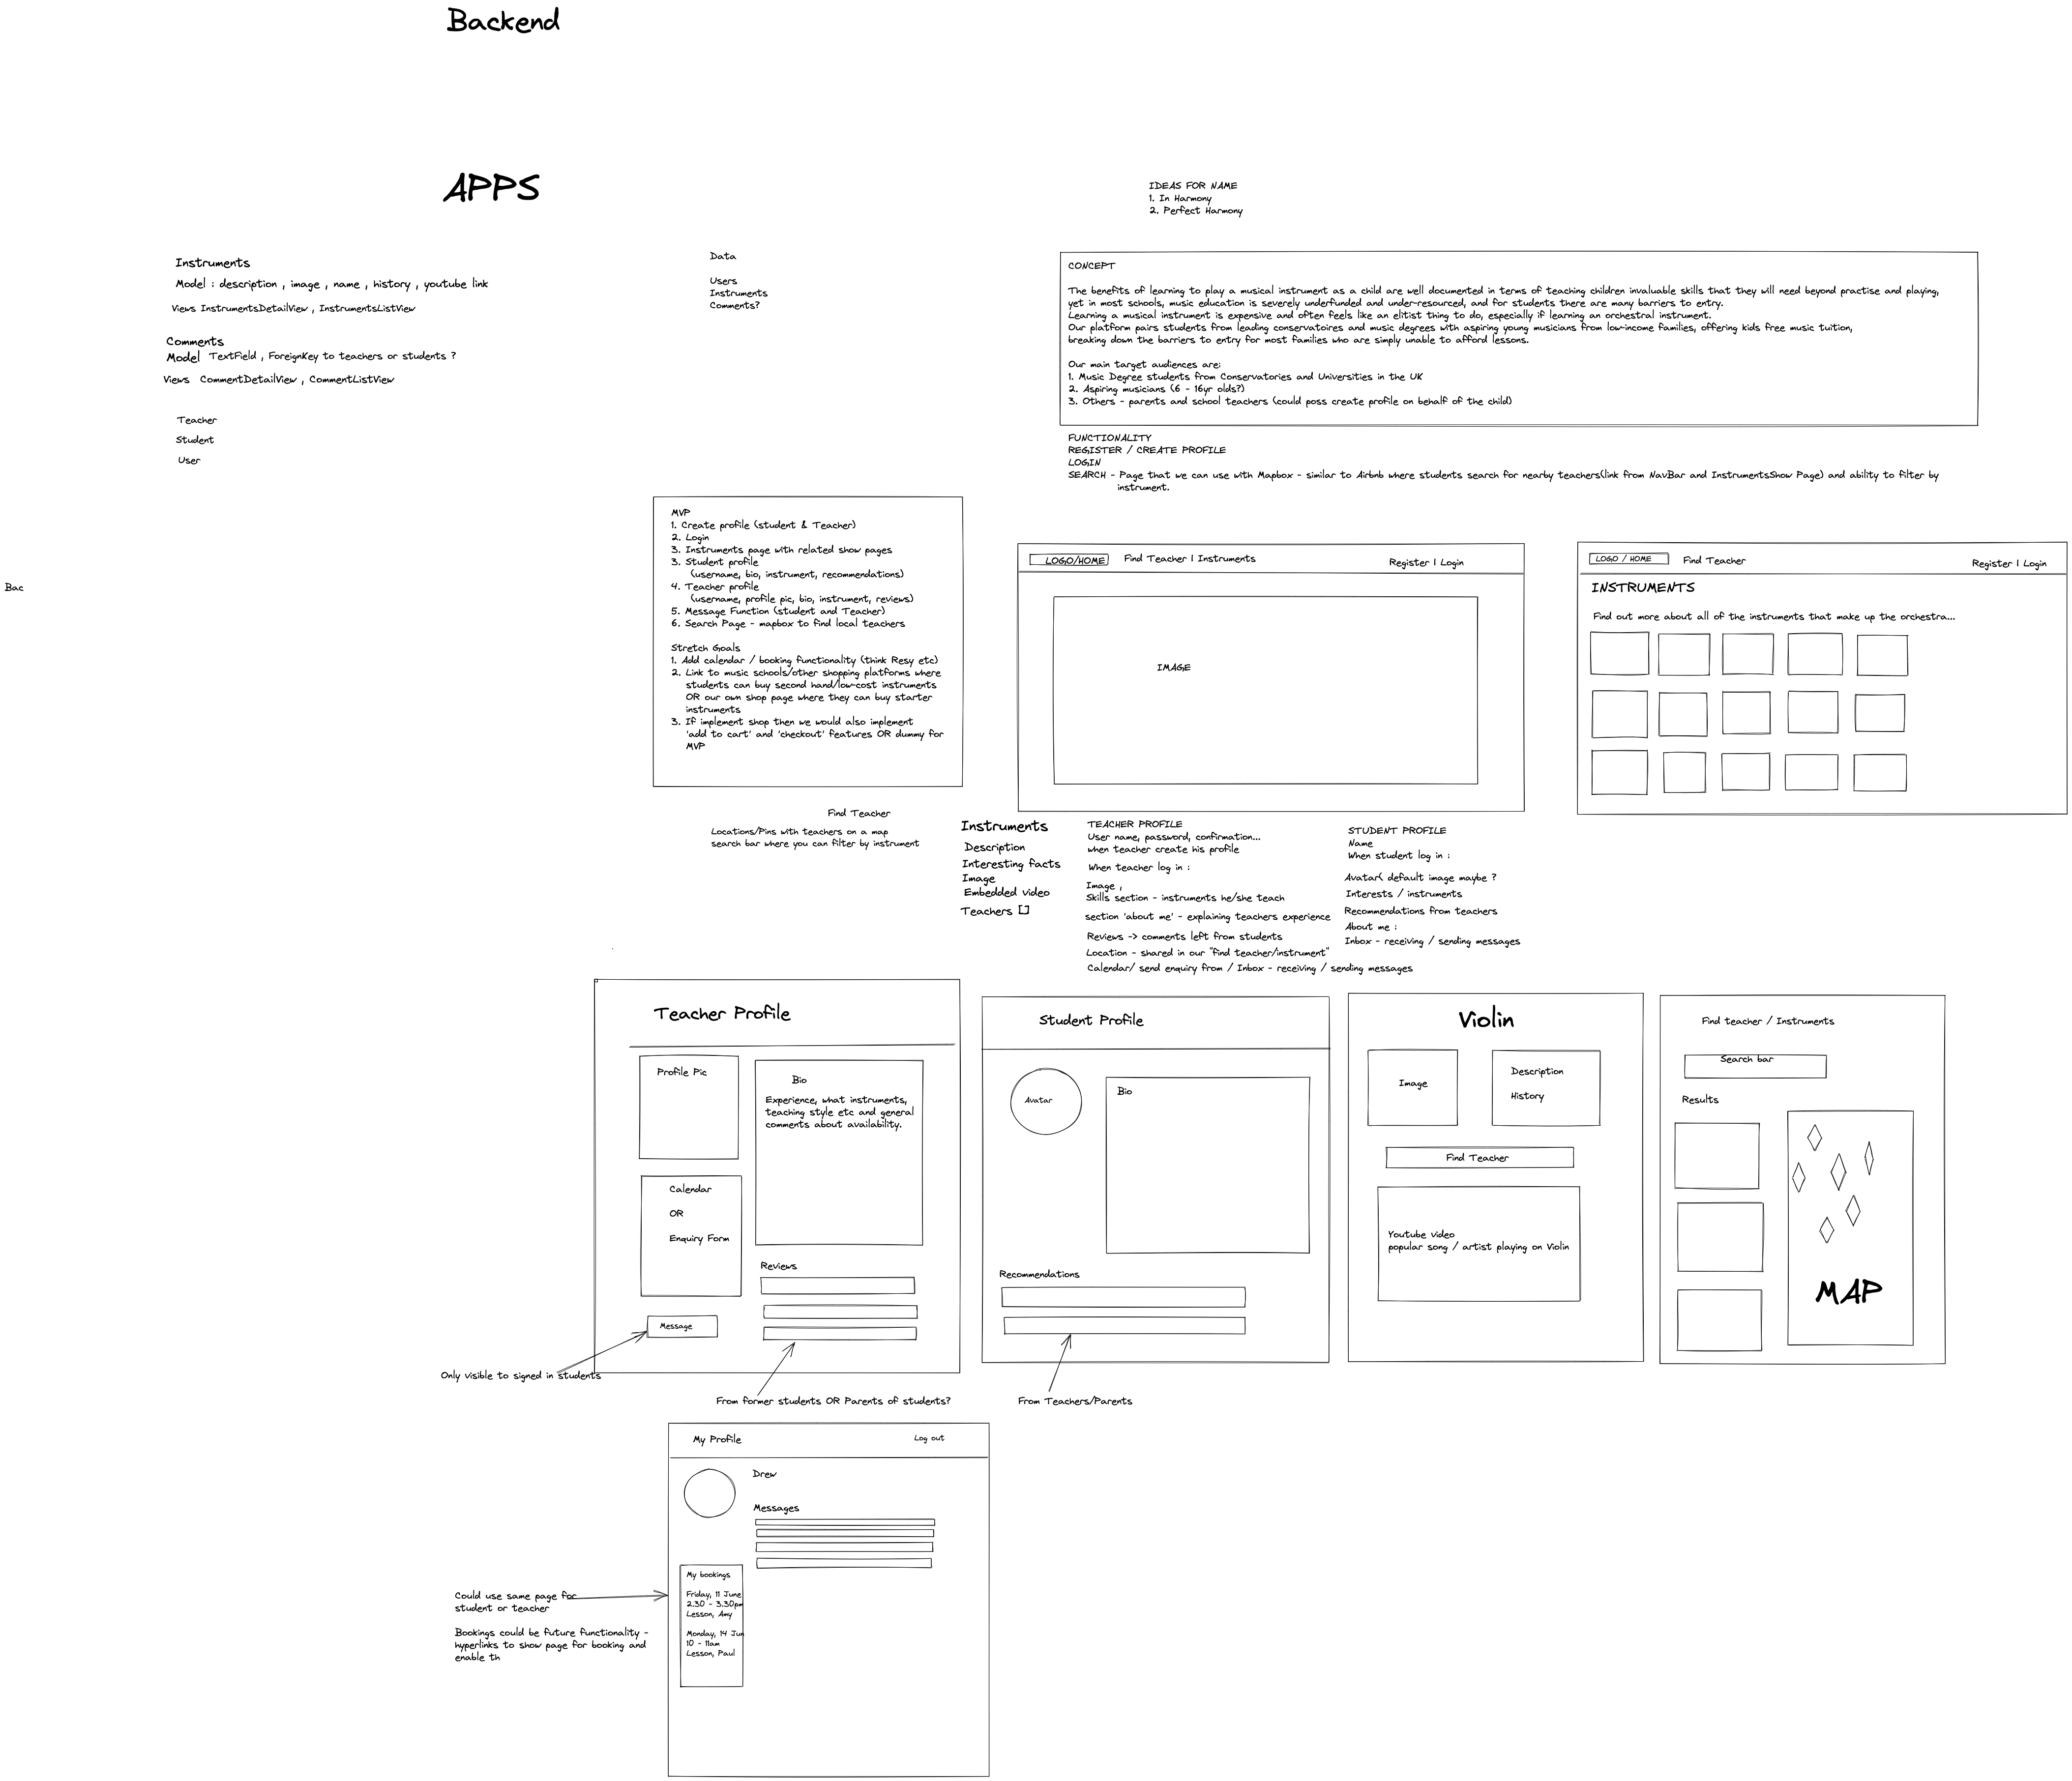 Backend
APPS
IDEAS FOR NAME
1. In Harmony
2. Perfect Harmony
Instruments
Model : description , image , name , history , youtube link
Views InstrumentsDetailView , InstrumentsListView
Comments
Model TextField , ForeignKey to teachers or students ?
Views CommentDetailView , CommentListView
Teacher
Student
User
Data
Users
Instruments
Comments?
CONCEPT
The benefits of learning to play a musical instrument as a child are well documented in terms of teaching children invaluable skills that they will need beyond practise and playing,
yet in most schools, music education is severely underfunded and under-resourced, and for students there are many barriers to entry.
Learning a musical instrument is expensive and often feels like an elitist thing to do, especially if learning an orchestral instrument.
Our platform pairs students from leading conservatoires and music degrees with aspiring young musicians from low-income families, offering kids free music tuition,
breaking down the barriers to entry for most families who are simply unable to afford lessons.
Our main target audiences are:
1. Music Degree students from Conservatories and Universities in the UK
2. Aspiring musicians (6 - 16yr olds?)
3. Others - parents and school teachers (could poss create profile on behalf of the child)
FUNCTIONALITY
REGISTER / CREATE PROFILE
LOGIN
SEARCH - Page that we can use with Mapbox - similar to Airbnb where students search for nearby teachers(link from NavBar and InstrumentsShow Page) and ability to filter by
instrument.
Bac
MVP
1. Create profile (student & Teacher)
2. Login
3. Instruments page with related show pages
3. Student profile
(username, bio, instrument, recommendations)
4. Teacher profile
(username, profile pic, bio, instrument, reviews)
5. Message Function (student and Teacher)
6. Search Page - mapbox to find local teachers
Stretch Goals
1. Add calendar / booking functionality (think Resy etc)
2. Link to music schools/other shopping platforms where
students can buy second hand/low-cost instruments
OR our own shop page where they can buy starter
instruments
3. If implement shop then we would also implement
'add to cart' and 'checkout' features OR dummy for
MVP
LOGO/HOME
Find Teacher | Instruments
Register | Login
IMAGE
LOGO / HOME
Find Teacher
Register | Login
INSTRUMENTS
Find out more about all of the instruments that make up the orchestra...
Find Teacher
Locations/Pins with teachers on a map
search bar where you can filter by instrument
Instruments
Description
Interesting facts
Image
Embedded video
Teachers []
TEACHER PROFILE
User name, password, confirmation...
when teacher create his profile
When teacher log in :
Image ,
Skills section - instruments he/she teach
section 'about me' - explaining teachers experience
Reviews -> comments left from students
Location - shared in our "find teacher/instrument"
Calendar/ send enquiry from / Inbox - receiving / sending messages
STUDENT PROFILE
Name
When student log in :
Avatar( default image maybe ?
Interests / instruments
Recommendations from teachers
About me :
Inbox - receiving / sending messages
Teacher Profile
Profile Pic
Bio
Experience, what instruments,
teaching style etc and general
comments about availability.
Calendar
OR
Enquiry Form
Reviews
Message
Only visible to signed in students
From former students OR Parents of students?
Student Profile
Avatar
Bio
Recommendations
From Teachers/Parents
Violin
Image
Description
History
Find Teacher
Youtube video
popular song / artist playing on Violin
Find teacher / Instruments
Search bar
Results
MAP
My Profile
Log out
Drew
Messages
My bookings
Friday, 11 June
2.30 - 3.30pm
Lesson, Amy
Monday, 14 Jun
10 - 11am
Lesson, Paul
Could use same page for
student or teacher
Bookings could be future functionality -
hyperlinks to show page for booking and
enable th